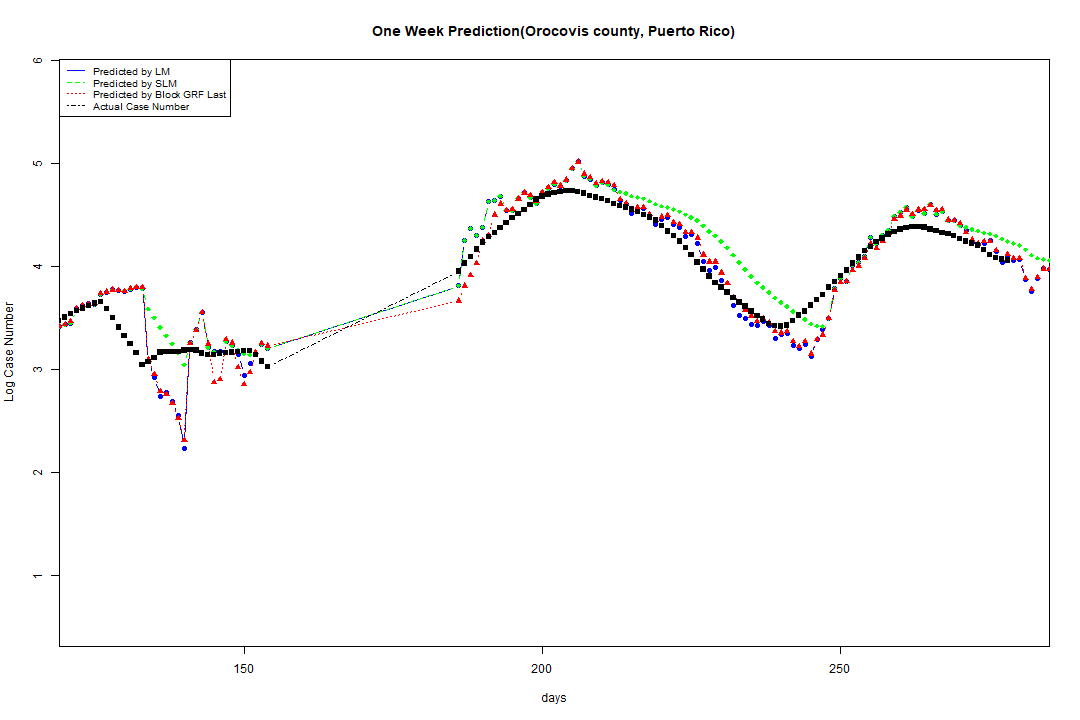 One Week Prediction(Orocovis county, Puerto Rico)
Predicted by LM
Predicted by SLM
Predicted by Block GRF Last
Actual Case Number
6
5
4
3
2
1
Log Case Number
150
200
250
days